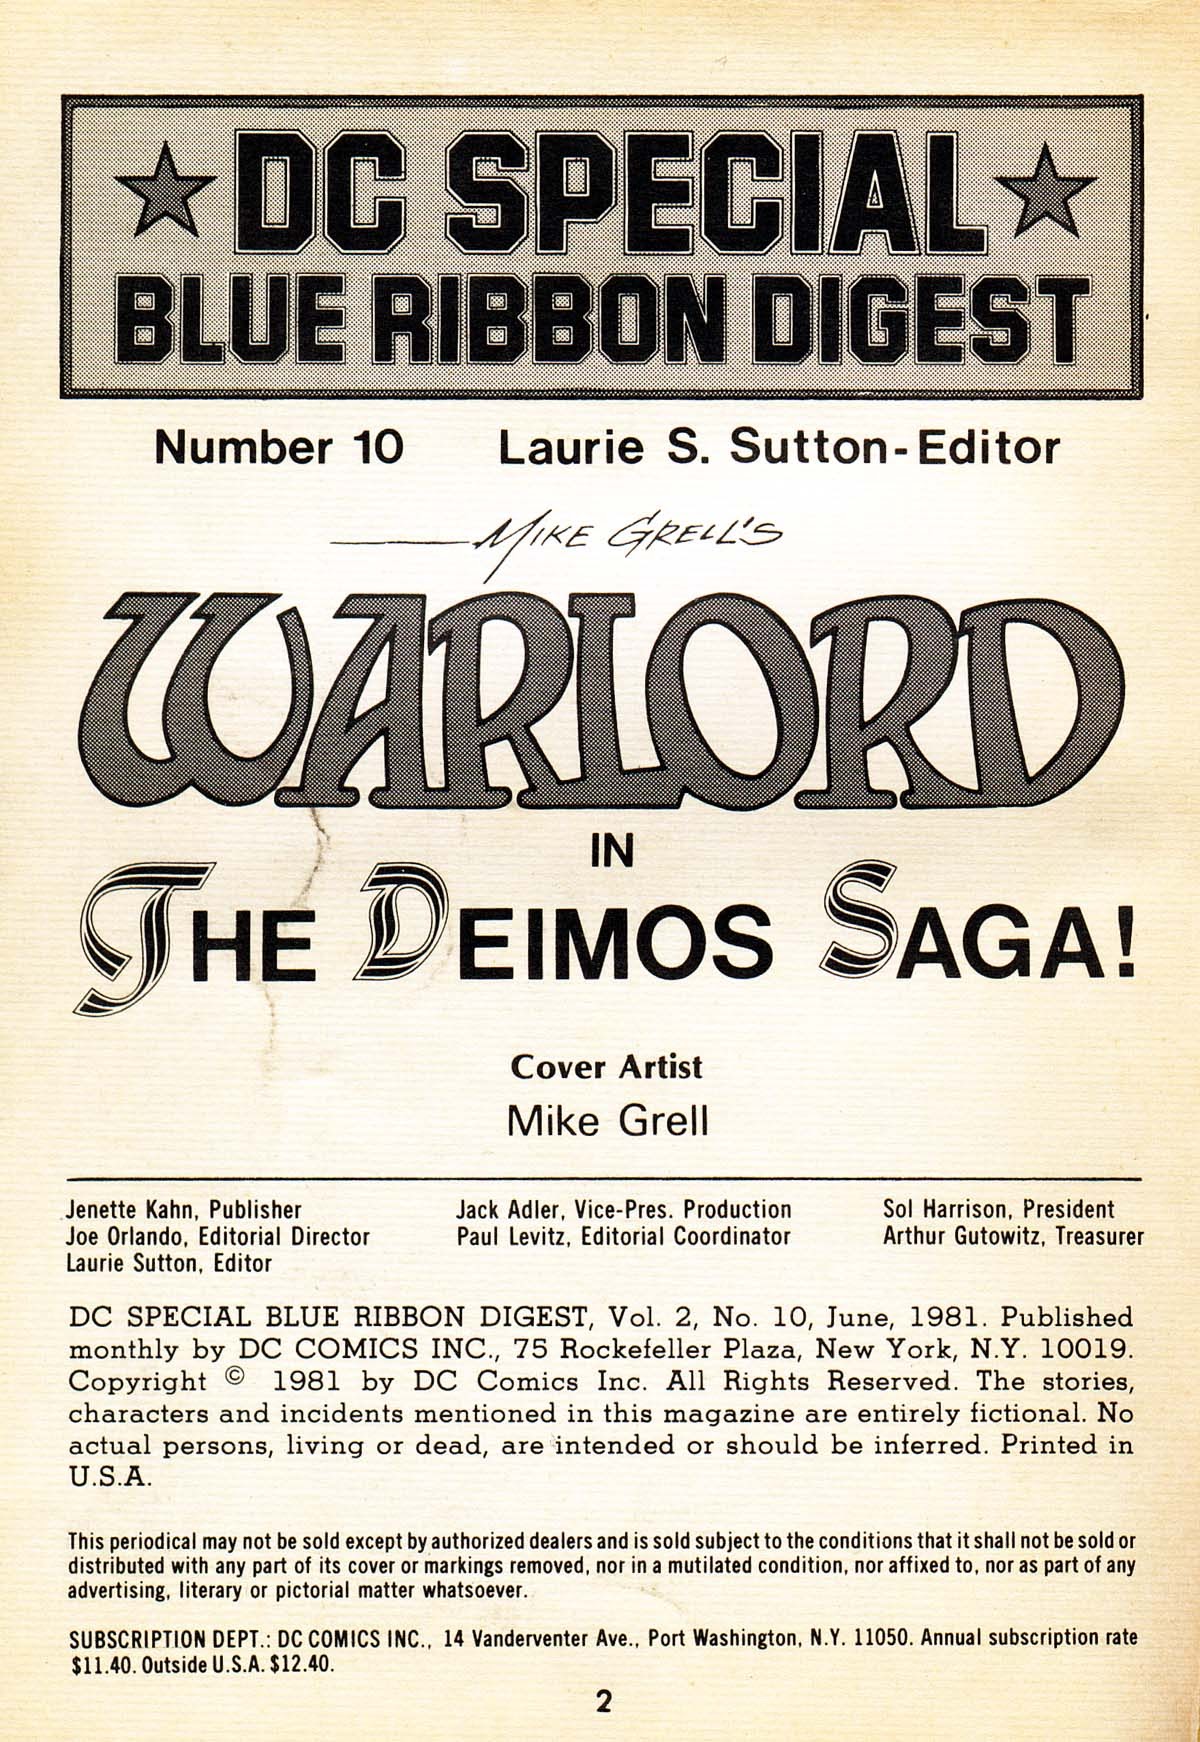 DC SPECIAL
BLUE RIBBON DIGEST
Number 10 Laurie S. Sutton-Editor
MIKE GRELL'S
WARLORD
IN
THE DEIMOS SAGA!
Cover Artist
Mike Grell
Jenette Kahn, Publisher Jack Adler, Vice-Pres. Production Sol Harrison, President
Joe Orlando, Editorial Director Paul Levitz, Editorial Coordinator Arthur Gutowitz, Treasurer
Laurie Sutton, Editor
DC SPECIAL BLUE RIBBON DIGEST, Vol. 2, No. 10, June, 1981. Published
monthly by DC COMICS INC., 75 Rockefeller Plaza, New York, N.Y. 10019.
Copyright © 1981 by DC Comics Inc. All Rights Reserved. The stories,
characters and incidents mentioned in this magazine are entirely fictional. No
actual persons, living or dead, are intended or should be inferred. Printed in
U.S.A.
This periodical may not be sold except by authorized dealers and is sold subject to the conditions that it shall not be sold or
distributed with any part of its cover or markings removed, nor in a mutilated condition, nor affixed to, nor as part of any
advertising, literary or pictorial matter whatsoever.
SUBSCRIPTION DEPT.: DC COMICS INC., 14 Vanderventer Ave., Port Washington, N.Y. 11050. Annual subscription rate
$11.40. Outside U.S.A. $12.40.
2